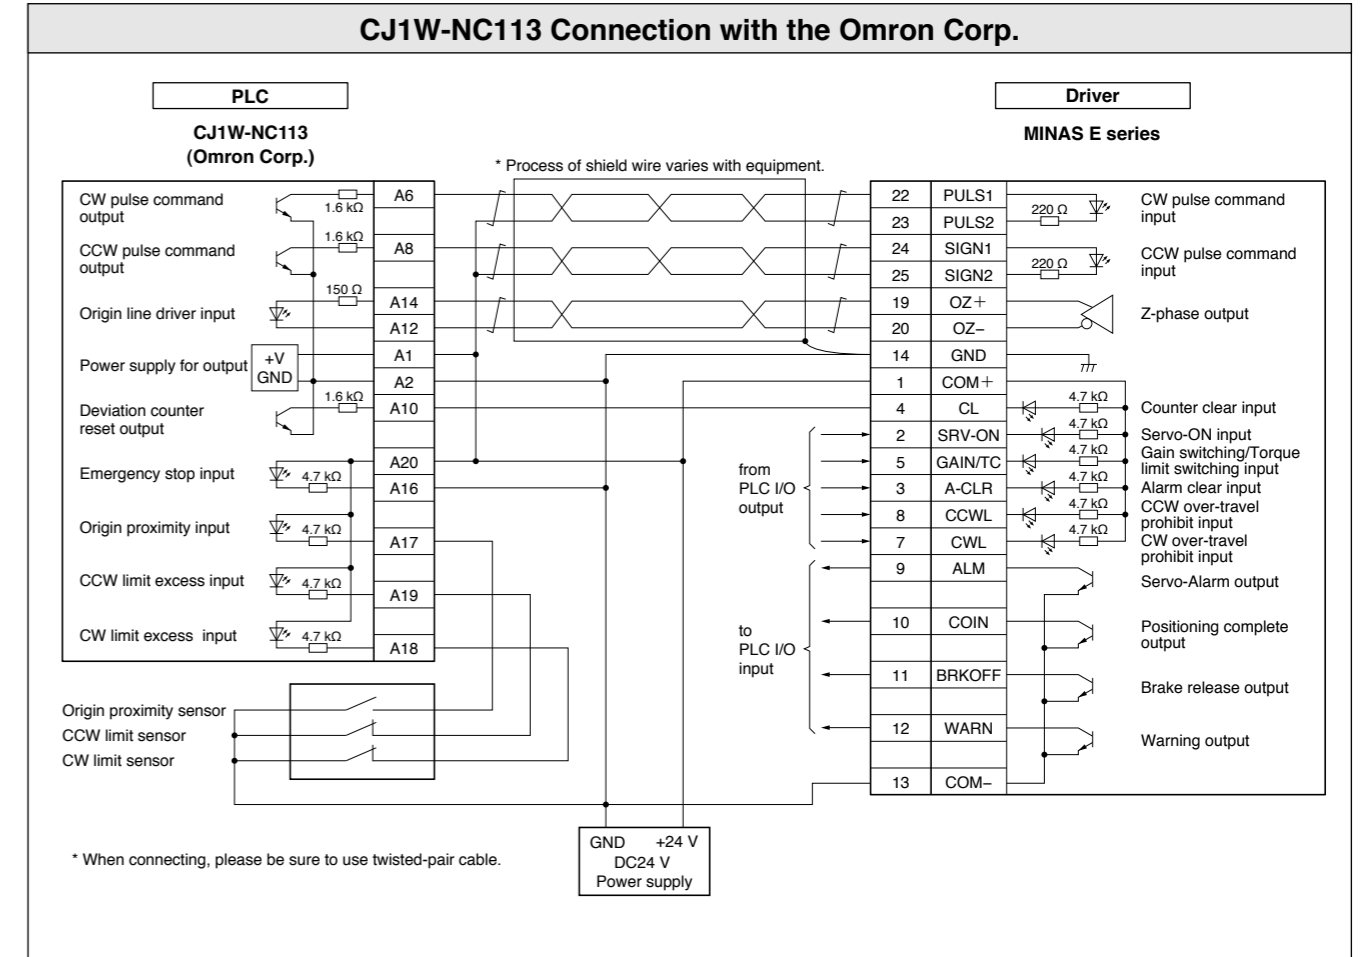 CJ1W-NC113 Connection with the Omron Corp.
PLC
Driver
CJ1W-NC113
(Omron Corp.)
MINAS E series
* Process of shield wire varies with equipment.
CW pulse command
output
1.6 kΩ
A6
CCW pulse command
output
1.6 kΩ
A8
Origin line driver input
150 Ω
A14
A12
Power supply for output
+V
GND
A1
A2
Deviation counter
reset output
1.6 kΩ
A10
Emergency stop input
4.7 kΩ
A20
A16
Origin proximity input
4.7 kΩ
A17
CCW limit excess input
4.7 kΩ
A19
CW limit excess input
4.7 kΩ
A18
Origin proximity sensor
CCW limit sensor
CW limit sensor
22 PULS1
23 PULS2
220 Ω
CW pulse command
input
24 SIGN1
25 SIGN2
220 Ω
CCW pulse command
input
19 OZ+
20 OZ−
Z-phase output
14 GND
1 COM+
4 CL
4.7 kΩ
Counter clear input
2 SRV-ON
4.7 kΩ
Servo-ON input
5 GAIN/TC
4.7 kΩ
Gain switching/Torque
limit switching input
3 A-CLR
4.7 kΩ
Alarm clear input
8 CCWL
4.7 kΩ
CCW over-travel
prohibit input
7 CWL
4.7 kΩ
CW over-travel
prohibit input
from
PLC I/O
output
9 ALM
Servo-Alarm output
10 COIN
Positioning complete
output
11 BRKOFF
Brake release output
12 WARN
Warning output
13 COM−
to
PLC I/O
input
GND +24 V
DC24 V
Power supply
* When connecting, please be sure to use twisted-pair cable.